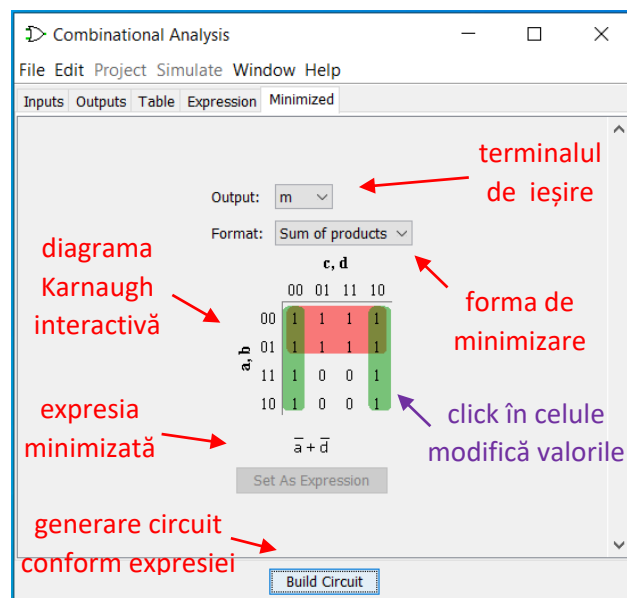 Combinational Analysis
File Edit Project Simulate Window Help
Inputs Outputs Table Expression Minimized
terminalul
de ieșire
Output: m
Format: Sum of products
diagrama
Karnaugh
interactivă
c, d
00 01 11 10
00 1 1 1 1
01 1 1 1 1
11 1 0 0 1
10 1 0 0 1
a, b
forma de
minimizare
click în celule
modifică valorile
expresia
minimizată
a̅ + d̅
Set As Expression
generare circuit
conform expresiei
Build Circuit